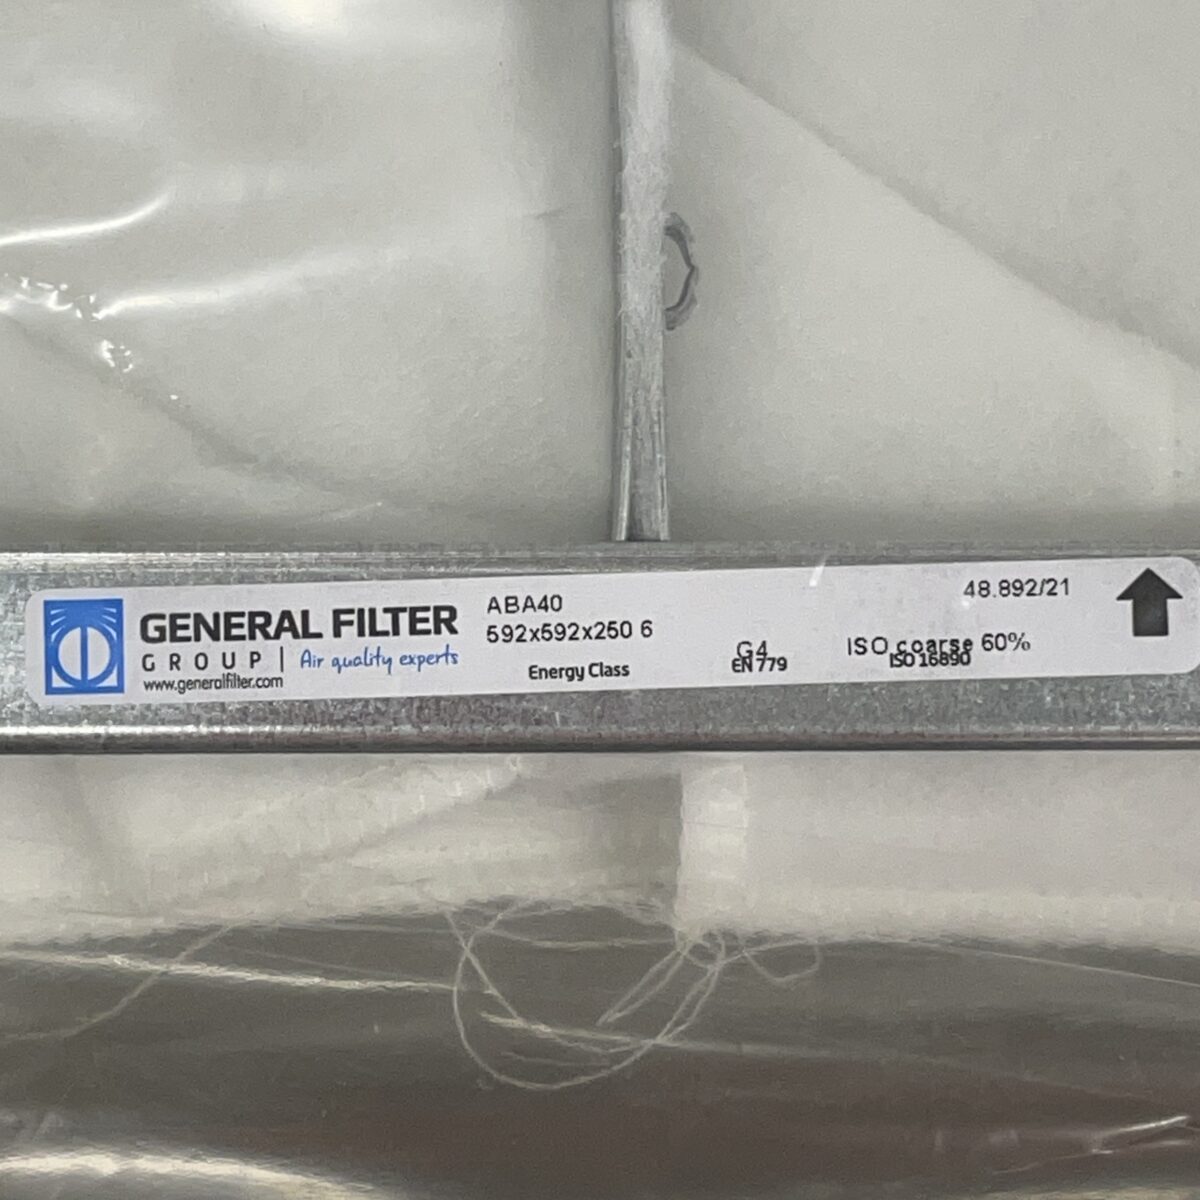 GENERAL FILTER
GROUP | Air quality experts
www.generalfilter.com
ABA40
592x592x250 6
Energy Class
G4
EN 779
48.892/21
ISO coarse 60%
ISO 16890